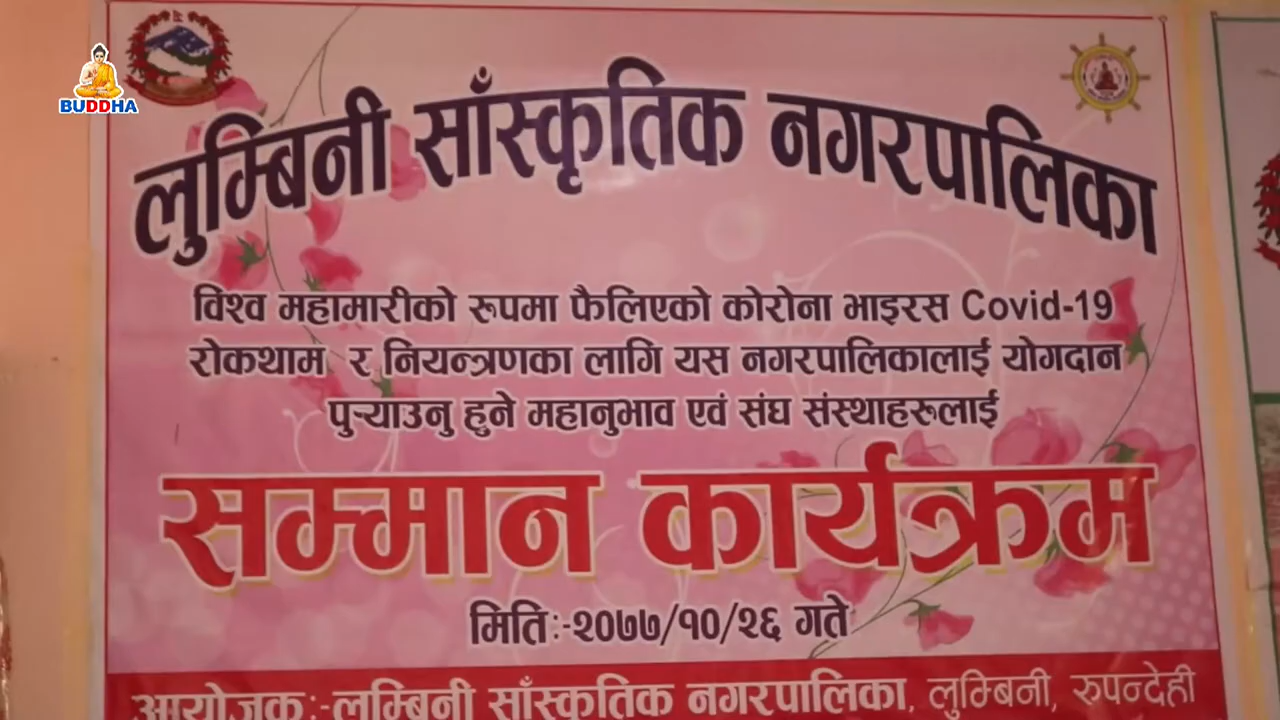 BUDDHA
लुम्बिनी साँस्कृतिक नगरपालिका
विश्व महामारीको रुपमा फैलिएको कोरोना भाइरस Covid-19
रोकथाम र नियन्त्रणका लागि यस नगरपालिकालाई योगदान
पुर्‍याउनु हुने महानुभाव एवं संघ संस्थाहरुलाई
सम्मान कार्यक्रम
मितिः-२०७७/१०/२६ गते
आयोजकः-लुम्बिनी साँस्कृतिक नगरपालिका, लुम्बिनी, रुपन्देही